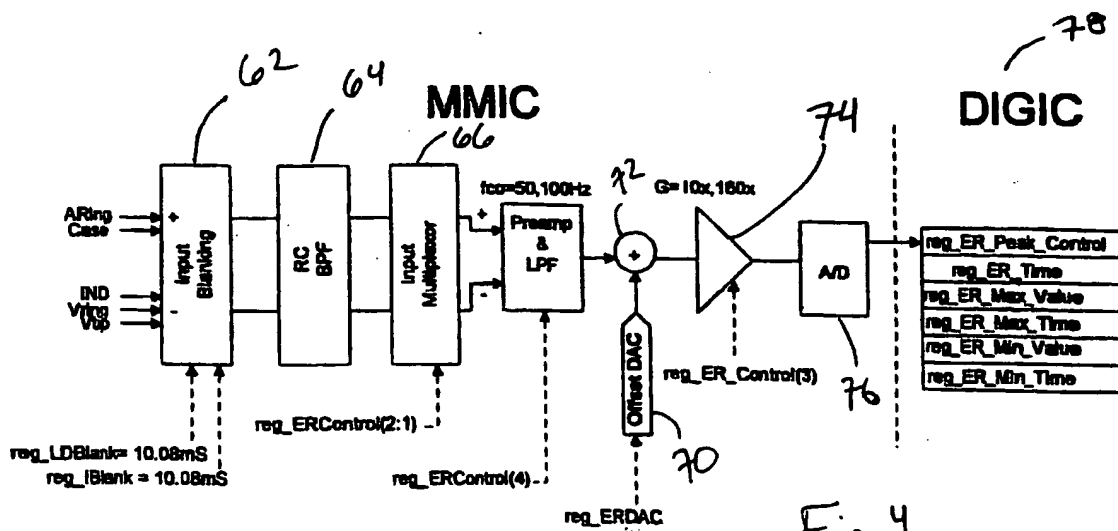 62
64
MMIC
66
74
78
DIGIC
ARing
Case
IND
Vring
Vtip
+
-
Input Blanking
RC BPF
Input Multiplexor
+
-
fco=50,100Hz
Preamp & LPF
72
+
G= 10x,160x
A/D
76
Offset DAC
70
reg_ER_Peak_Control
reg_ER_Time
reg_ER_Max_Value
reg_ER_Max_Time
reg_ER_Min_Value
reg_ER_Min_Time
reg_LDBlank= 10.08mS
reg_IBlank = 10.08mS
reg_ERControl(2:1)
reg_ERControl(4)
reg_ER_Control(3)
reg_ERDAC
Fig 4